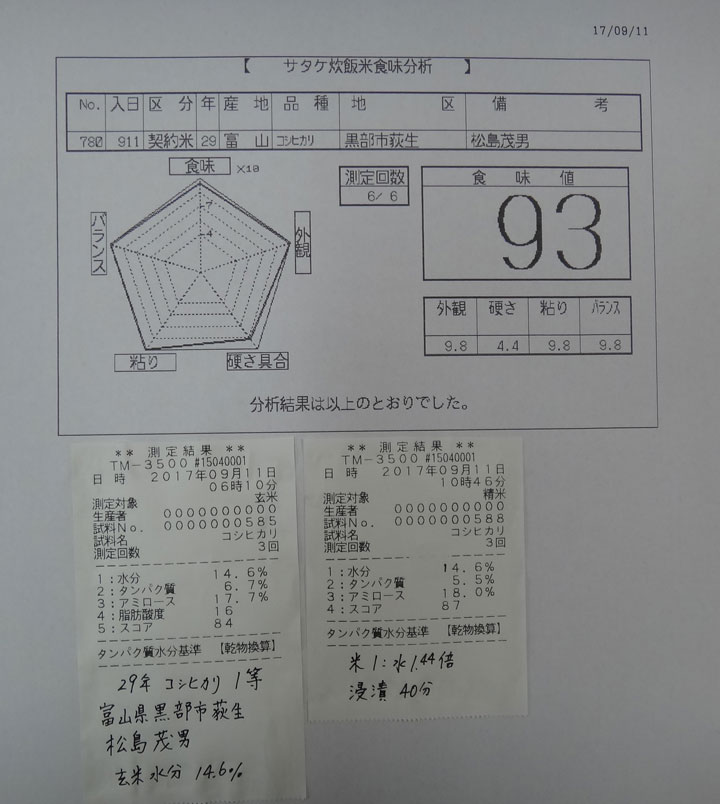 17/09/11
【 サタケ炊飯米食味分析 】
No. 入日 区分 年 産地 品種 地区 備考
780 911 契約米 29 富山 コシヒカリ 黒部市荻生 松島茂男
食味 ×10
7
4
バランス
外観
粘り
硬さ具合
測定回数
6/ 6
食味値
93
外観 硬さ 粘り バランス
9.8 4.4 9.8 9.8
分析結果は以上のとおりでした。
** 測定結果 **
TM-3500 #15040001
日 時 2017年09月11日
06時10分
測定対象 玄米
生産者 0000000000
試料No. 0000000585
試料名 コシヒカリ
測定回数 3回
1:水分 14.6%
2:タンパク質 6.7%
3:アミロース 17.7%
4:脂肪酸度 16
5:スコア 84
タンパク質水分基準 【乾物換算】
29年 コシヒカリ 1等
富山県黒部市荻生
松島茂男
玄米水分 14.6%
** 測定結果 **
TM-3500 #15040001
日 時 2017年09月11日
10時46分
測定対象 精米
生産者 0000000000
試料No. 0000000588
試料名 コシヒカリ
測定回数 3回
1:水分 14.6%
2:タンパク質 5.5%
3:アミロース 18.0%
4:スコア 87
タンパク質水分基準 【乾物換算】
米1:水1.44倍
浸漬 40分